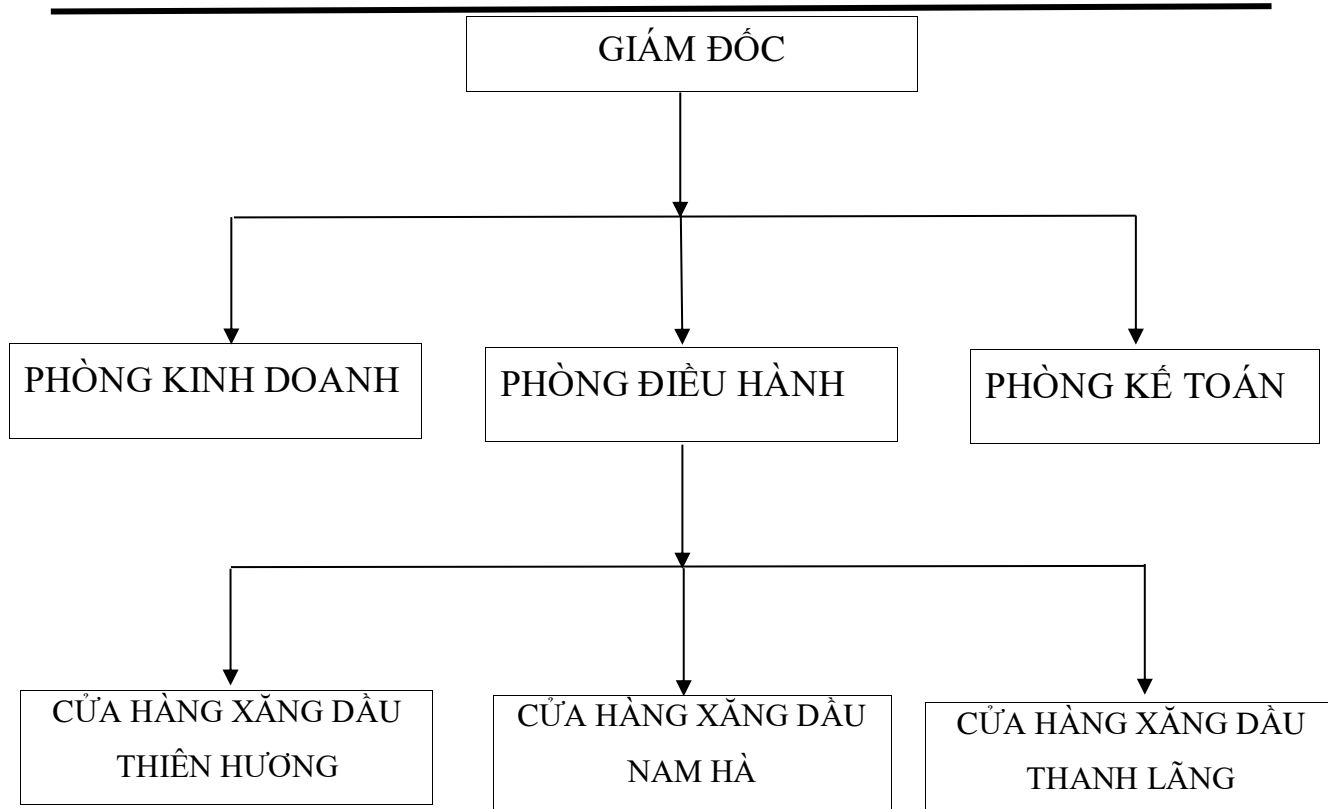 GIÁM ĐỐC
PHÒNG KINH DOANH
PHÒNG ĐIỀU HÀNH
PHÒNG KẾ TOÁN
CỬA HÀNG XĂNG DẦU
THIÊN HƯƠNG
CỬA HÀNG XĂNG DẦU
NAM HÀ
CỬA HÀNG XĂNG DẦU
THANH LÃNG